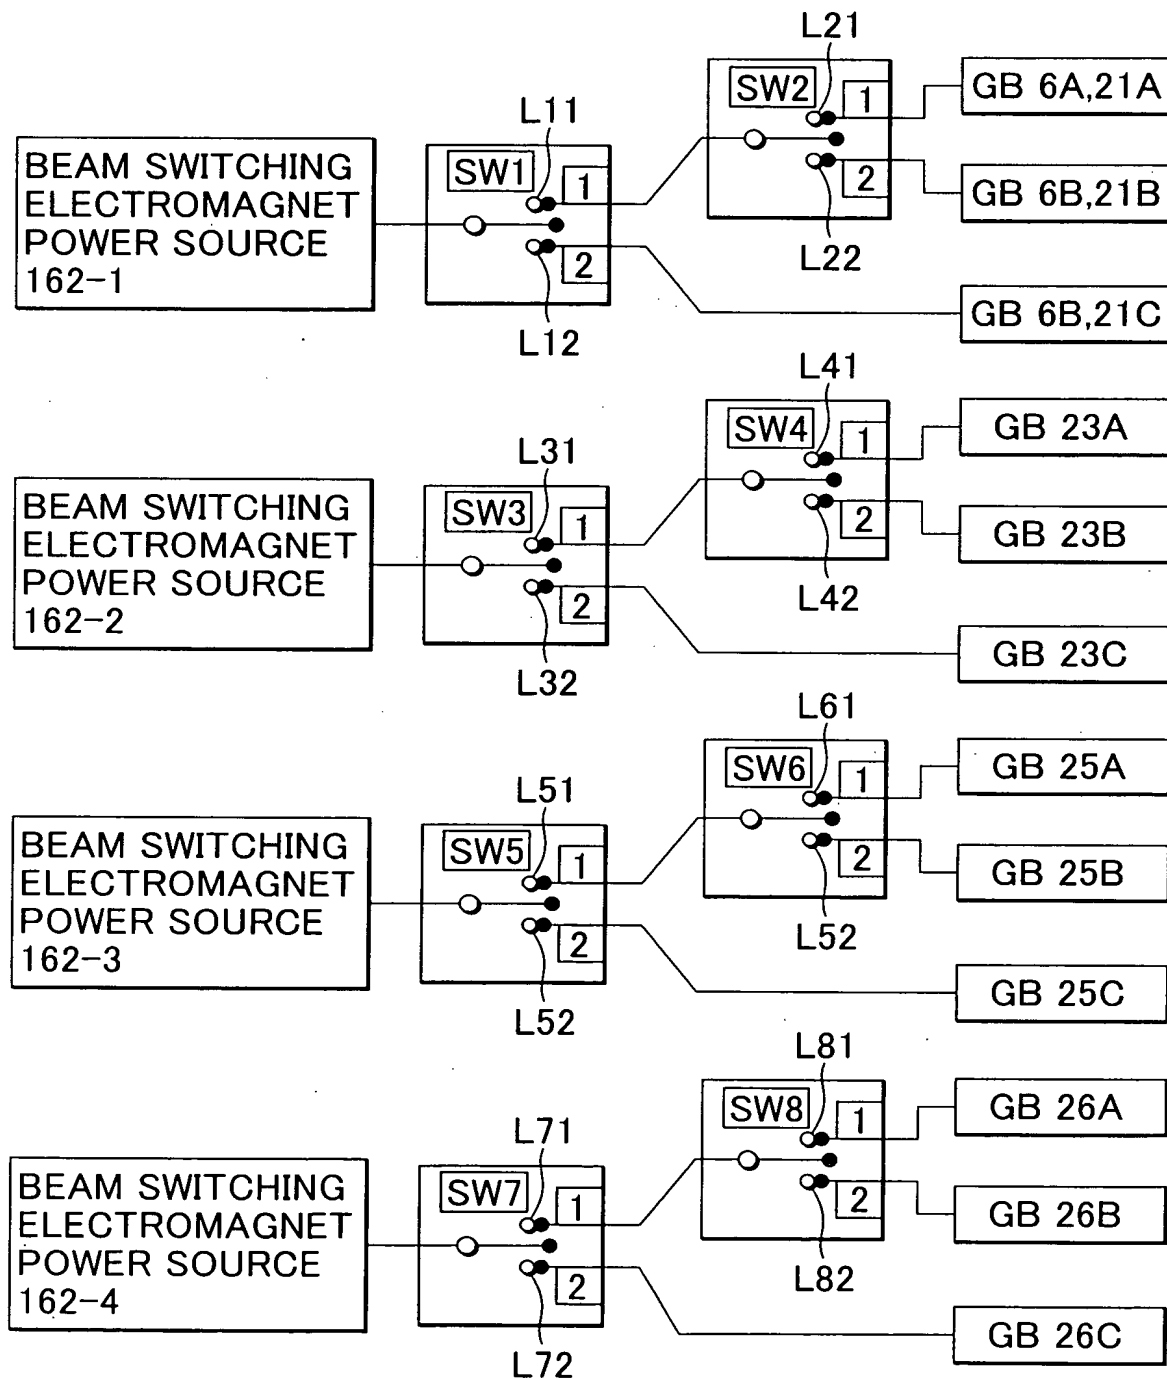 L21
SW2
1
2
L22
GB 6A,21A
GB 6B,21B
GB 6B,21C
BEAM SWITCHING
ELECTROMAGNET
POWER SOURCE
162-1
L11
SW1
1
2
L12
L41
SW4
1
2
L42
GB 23A
GB 23B
GB 23C
BEAM SWITCHING
ELECTROMAGNET
POWER SOURCE
162-2
L31
SW3
1
2
L32
L61
SW6
1
2
L52
GB 25A
GB 25B
GB 25C
BEAM SWITCHING
ELECTROMAGNET
POWER SOURCE
162-3
L51
SW5
1
2
L52
L81
SW8
1
2
L82
GB 26A
GB 26B
GB 26C
BEAM SWITCHING
ELECTROMAGNET
POWER SOURCE
162-4
L71
SW7
1
2
L72